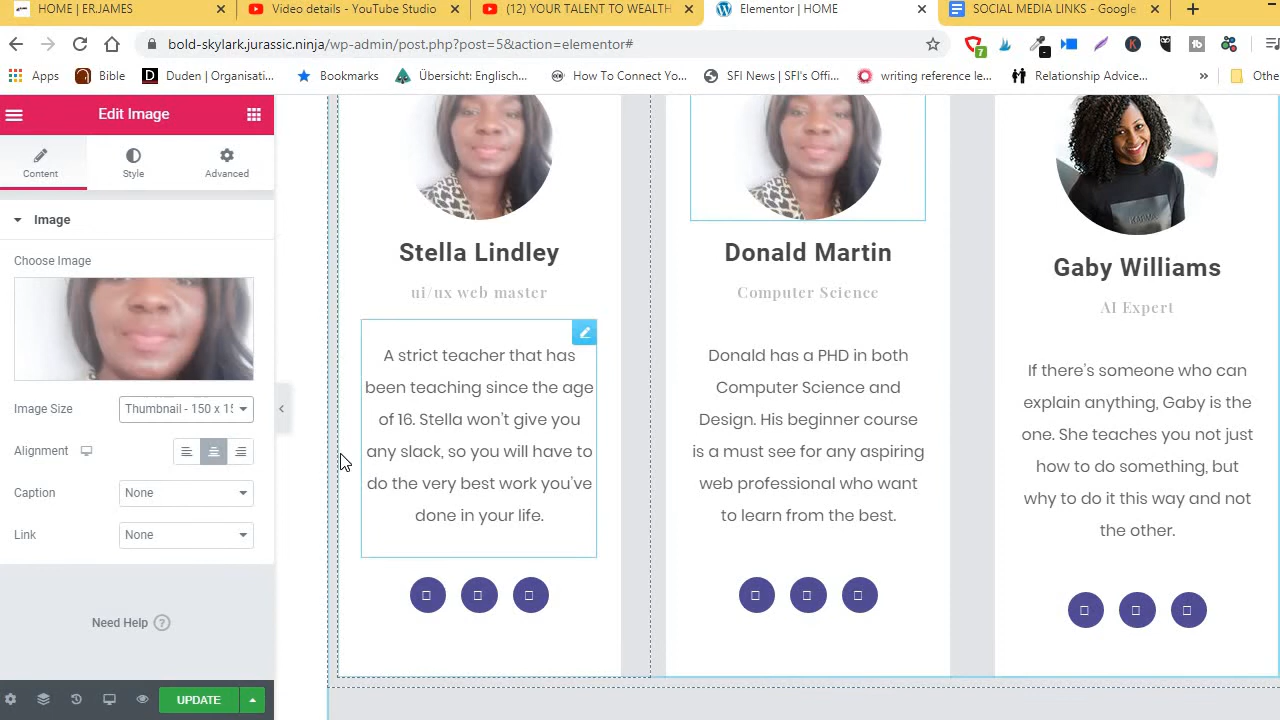 HOME | ERJAMES
Video details - YouTube Studio
(12) YOUR TALENT TO WEALTH
Elementor | HOME
SOCIAL MEDIA LINKS - Google
bold-skylark.jurassic.ninja/wp-admin/post.php?post=5&action=elementor#
7
Apps
Bible
Duden | Organisati...
Bookmarks
Übersicht: Englisch...
How To Connect You...
SFI News | SFI's Offi...
writing reference le...
Relationship Advice...
»
Othe
Edit Image
Content
Style
Advanced
Image
Choose Image
Image Size
Thumbnail - 150 x 15
Alignment
Caption
None
Link
None
Need Help ?
UPDATE
Stella Lindley
ui/ux web master
A strict teacher that has
been teaching since the age
of 16. Stella won't give you
any slack, so you will have to
do the very best work you've
done in your life.
Donald Martin
Computer Science
Donald has a PHD in both
Computer Science and
Design. His beginner course
is a must see for any aspiring
web professional who want
to learn from the best.
Gaby Williams
AI Expert
If there's someone who can
explain anything, Gaby is the
one. She teaches you not just
how to do something, but
why to do it this way and not
the other.